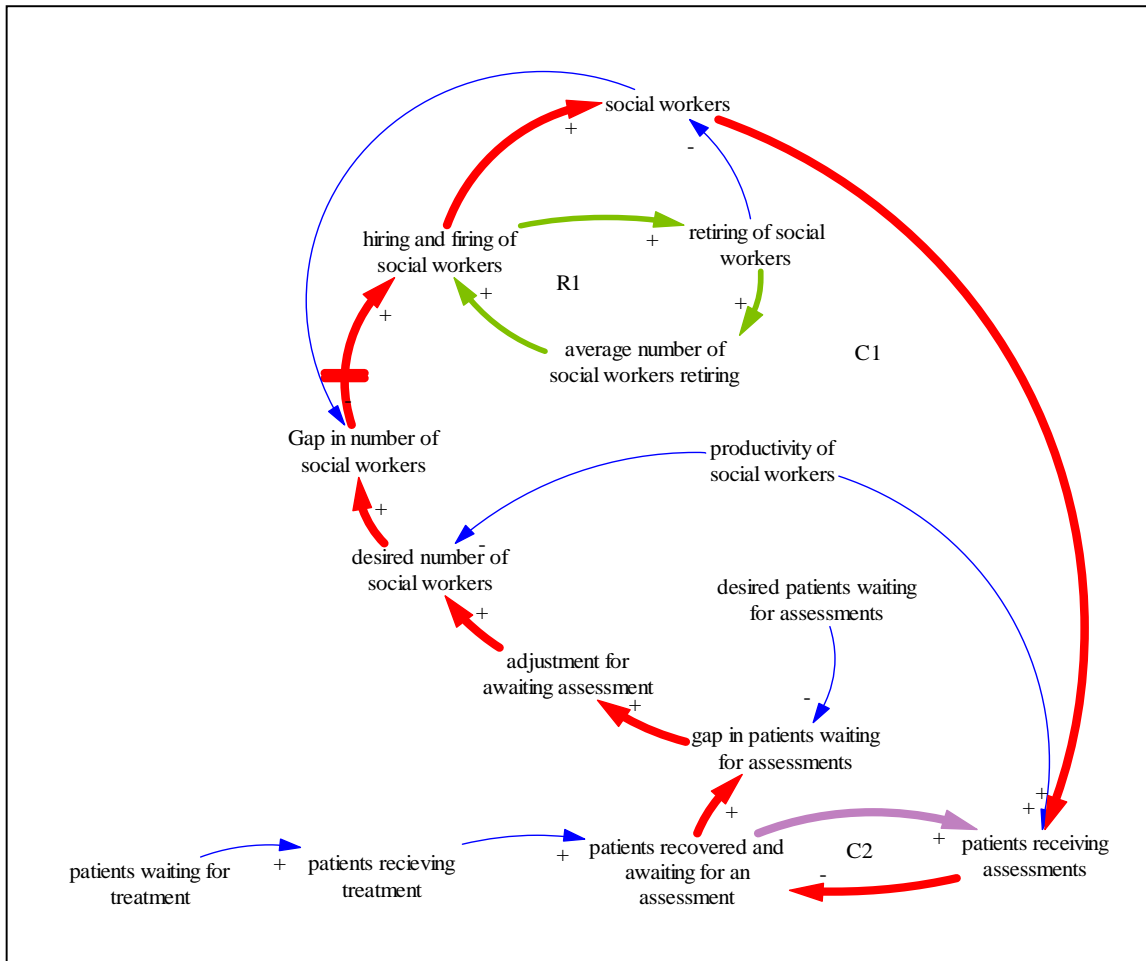 social workers
+
-
hiring and firing of
social workers
+
retiring of social
workers
R1
+
+
+
average number of
social workers retiring
C1
-
Gap in number of
social workers
productivity of
social workers
+
-
desired number of
social workers
desired patients waiting
for assessments
+
adjustment for
awaiting assessment
+
-
gap in patients waiting
for assessments
+
+
+
patients waiting for
treatment
+
patients recieving
treatment
+
patients recovered and
awaiting for an
assessment
C2
+
-
patients receiving
assessments